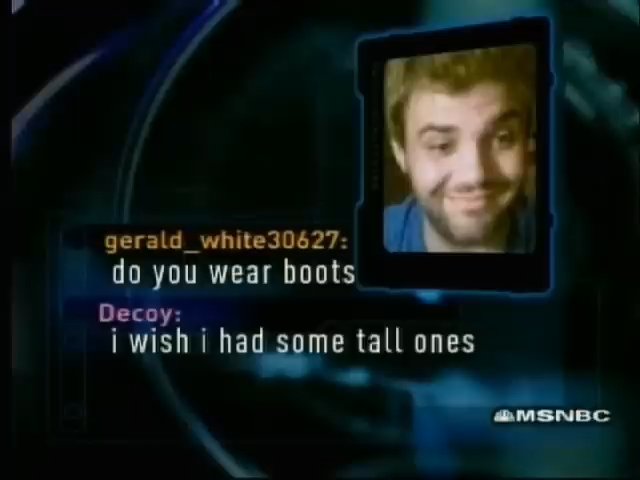 gerald_white30627:
do you wear boots
Decoy:
i wish i had some tall ones
MSNBC